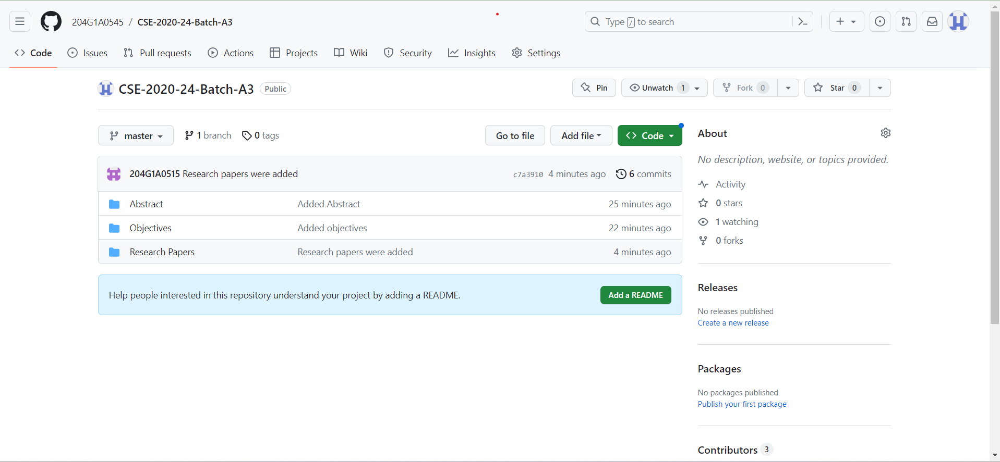 204G1A0545 / CSE-2020-24-Batch-A3
Type / to search
Code Issues Pull requests Actions Projects Wiki Security Insights Settings
CSE-2020-24-Batch-A3 Public
Pin Unwatch 1 Fork 0 Star 0
master 1 branch 0 tags Go to file Add file Code
204G1A0515 Research papers were added c7a3910 4 minutes ago 6 commits
Abstract Added Abstract 25 minutes ago
Objectives Added objectives 22 minutes ago
Research Papers Research papers were added 4 minutes ago
Help people interested in this repository understand your project by adding a README. Add a README
About
No description, website, or topics provided.
Activity
0 stars
1 watching
0 forks
Releases
No releases published
Create a new release
Packages
No packages published
Publish your first package
Contributors 3